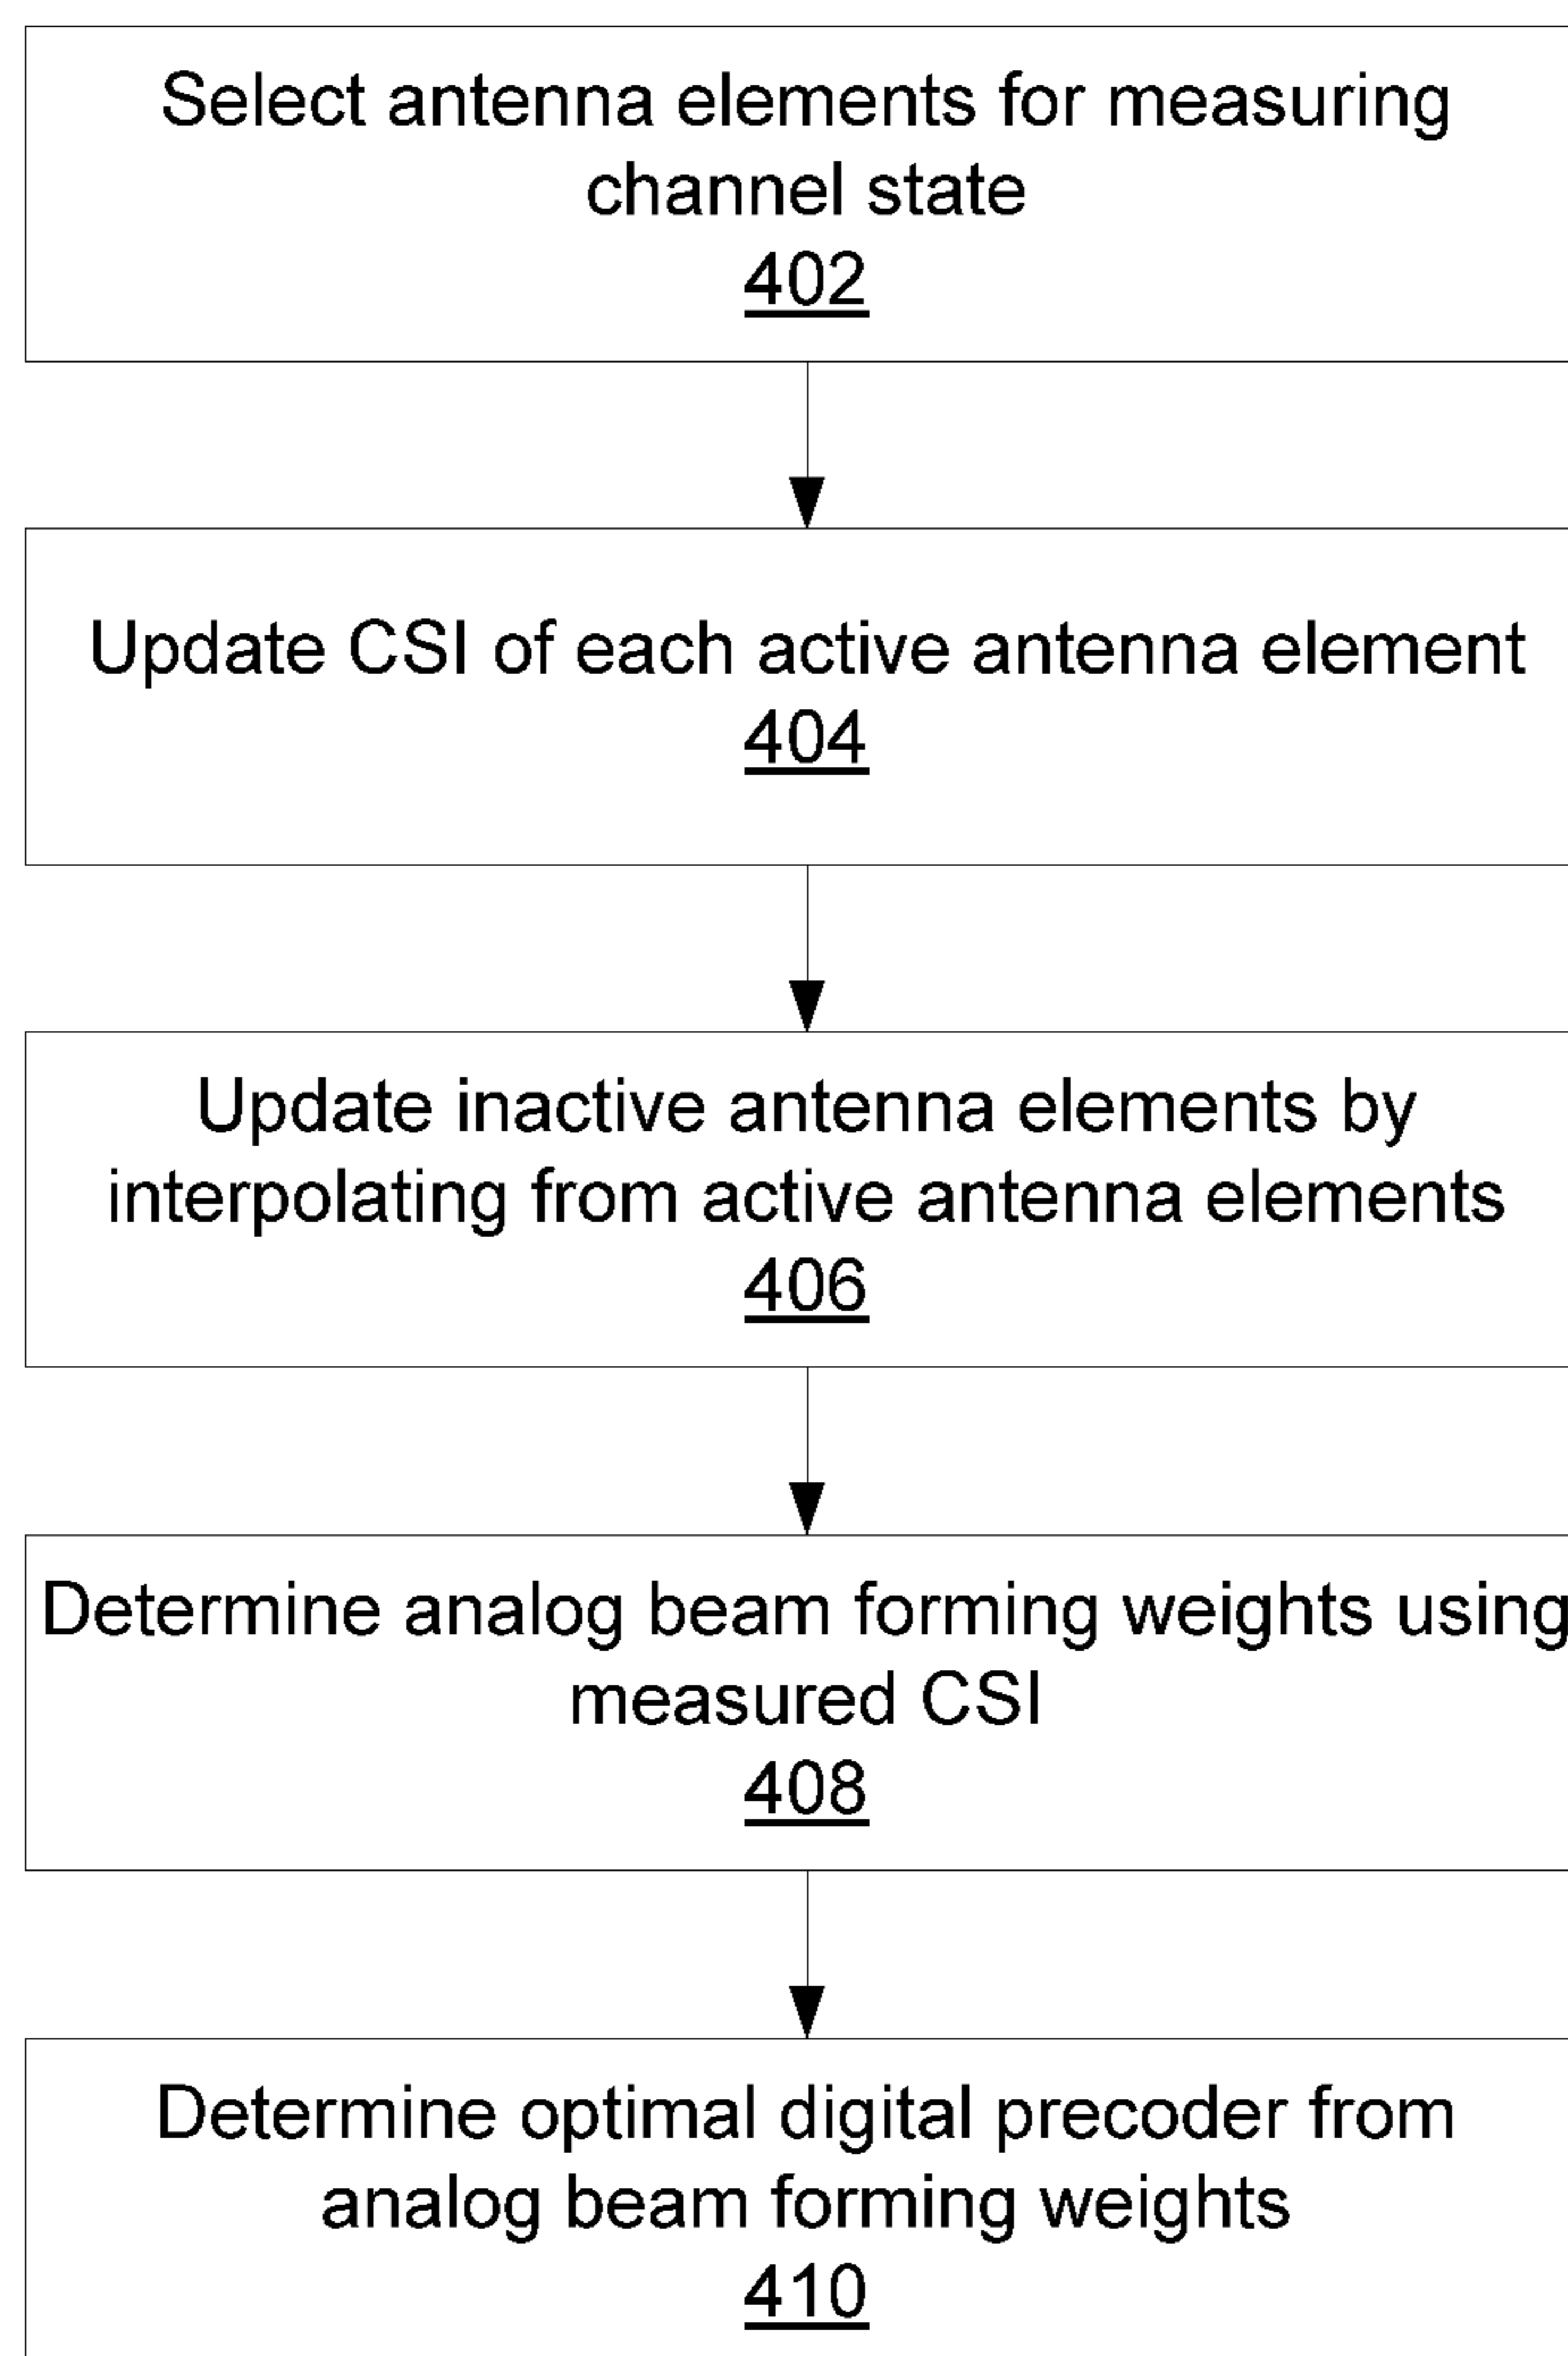 Select antenna elements for measuring
channel state
402
Update CSI of each active antenna element
404
Update inactive antenna elements by
interpolating from active antenna elements
406
Determine analog beam forming weights using
measured CSI
408
Determine optimal digital precoder from
analog beam forming weights
410